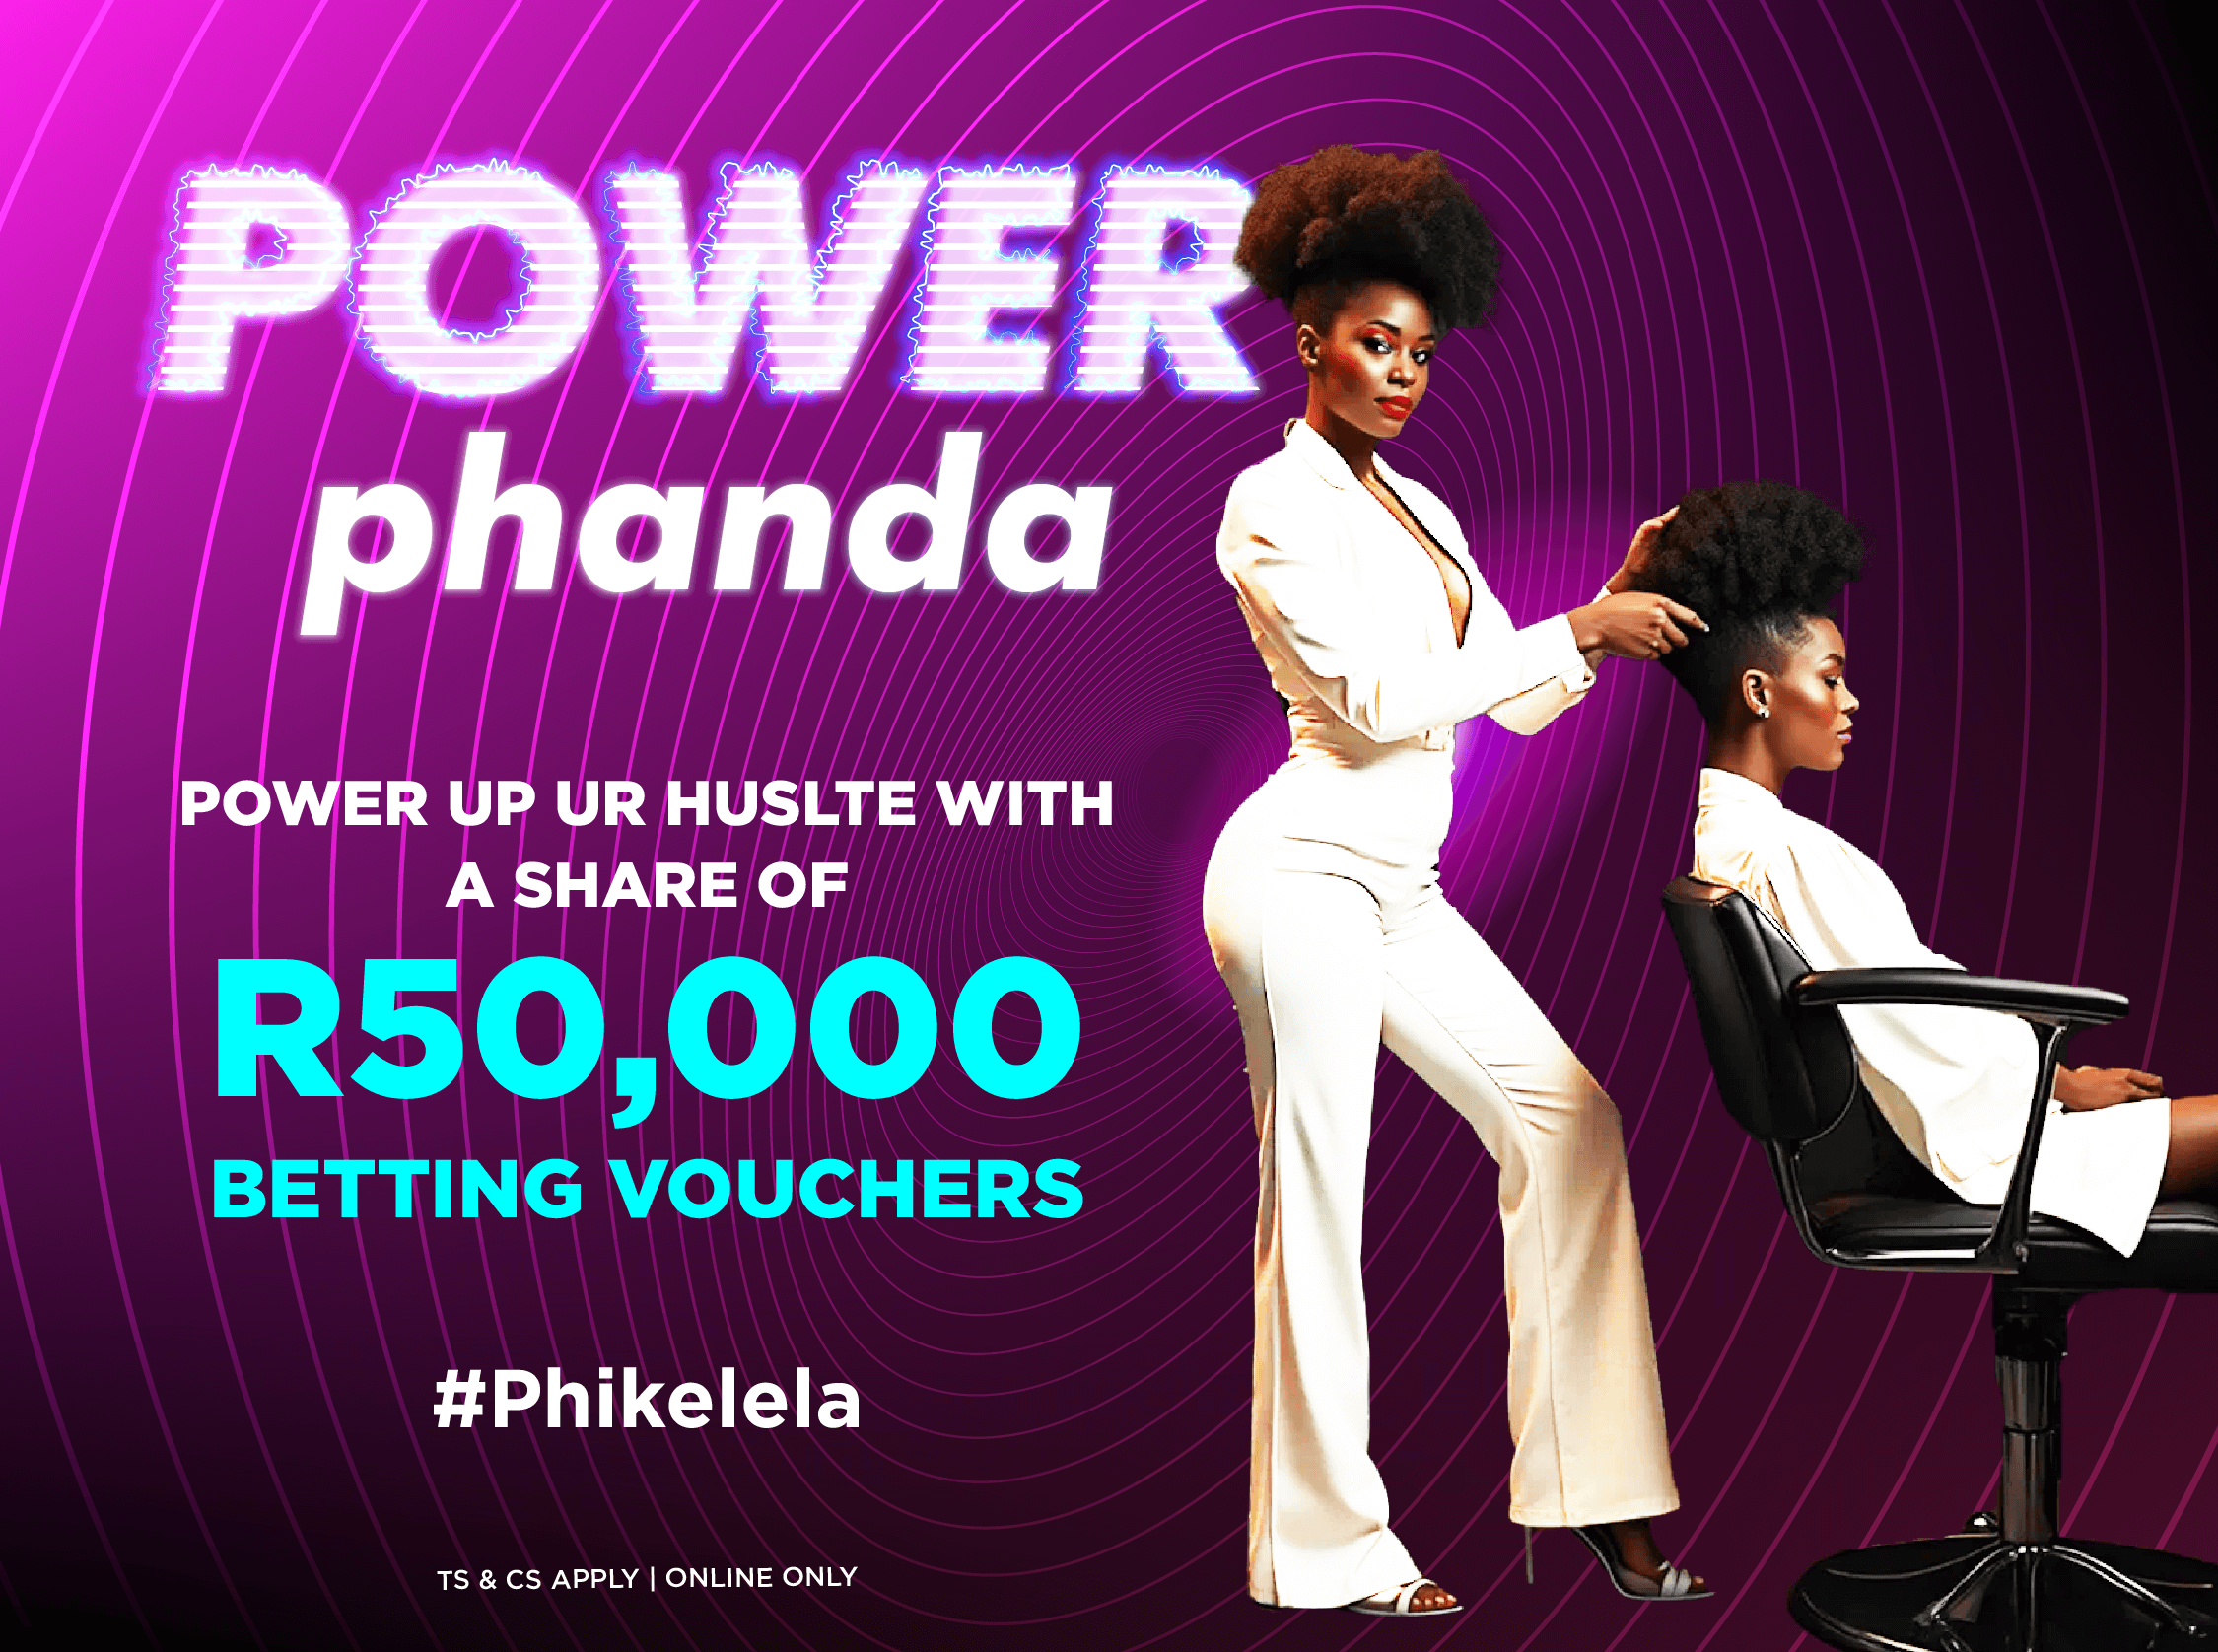 POWER
phanda
POWER UP UR HUSLTE WITH
A SHARE OF
R50,000
BETTING VOUCHERS
#Phikelela
TS & CS APPLY | ONLINE ONLY